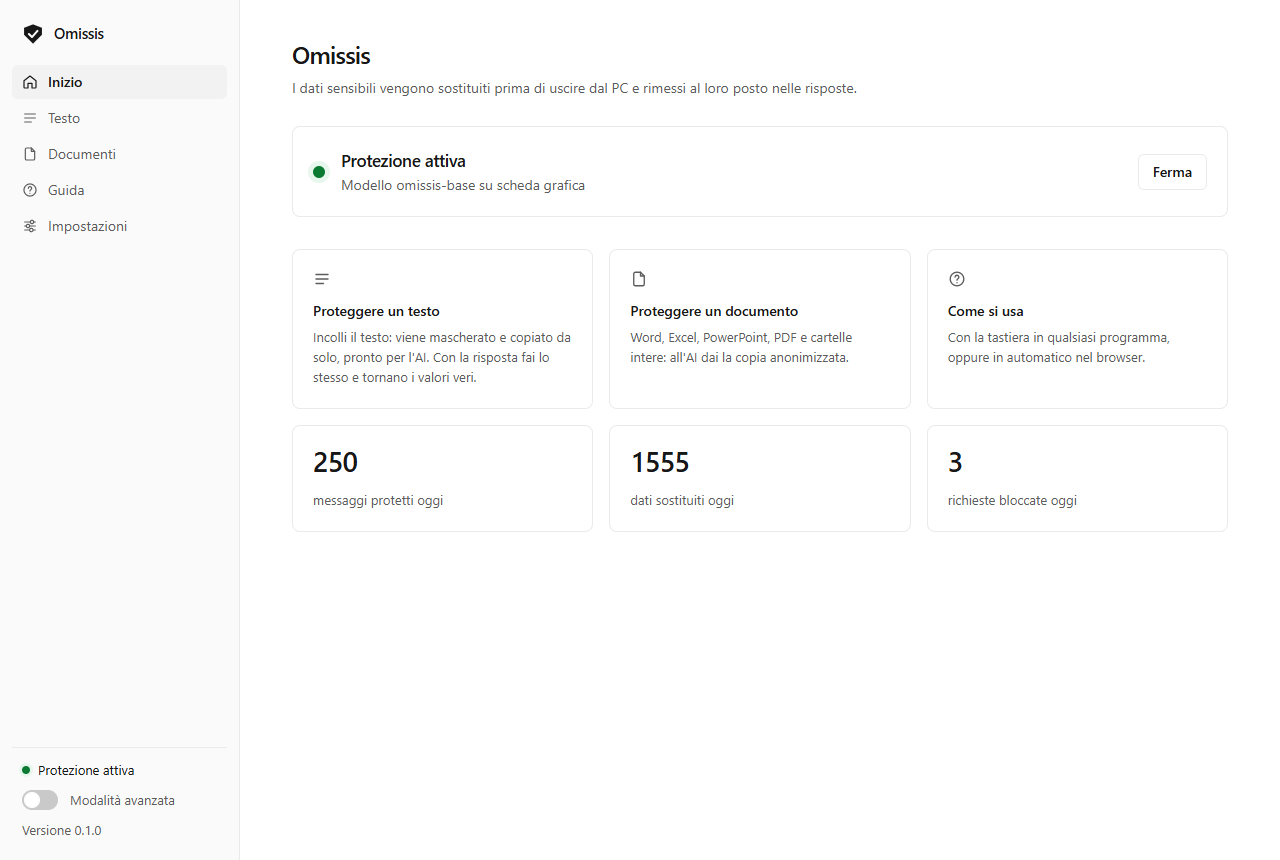 Omissis
Inizio
Testo
Documenti
Guida
Impostazioni
Protezione attiva
Modalità avanzata
Versione 0.1.0
Omissis
I dati sensibili vengono sostituiti prima di uscire dal PC e rimessi al loro posto nelle risposte.
Protezione attiva
Modello omissis-base su scheda grafica
Ferma
Proteggere un testo
Incolli il testo: viene mascherato e copiato da
solo, pronto per l'AI. Con la risposta fai lo
stesso e tornano i valori veri.
Proteggere un documento
Word, Excel, PowerPoint, PDF e cartelle
intere: all'AI dai la copia anonimizzata.
Come si usa
Con la tastiera in qualsiasi programma,
oppure in automatico nel browser.
250
messaggi protetti oggi
1555
dati sostituiti oggi
3
richieste bloccate oggi